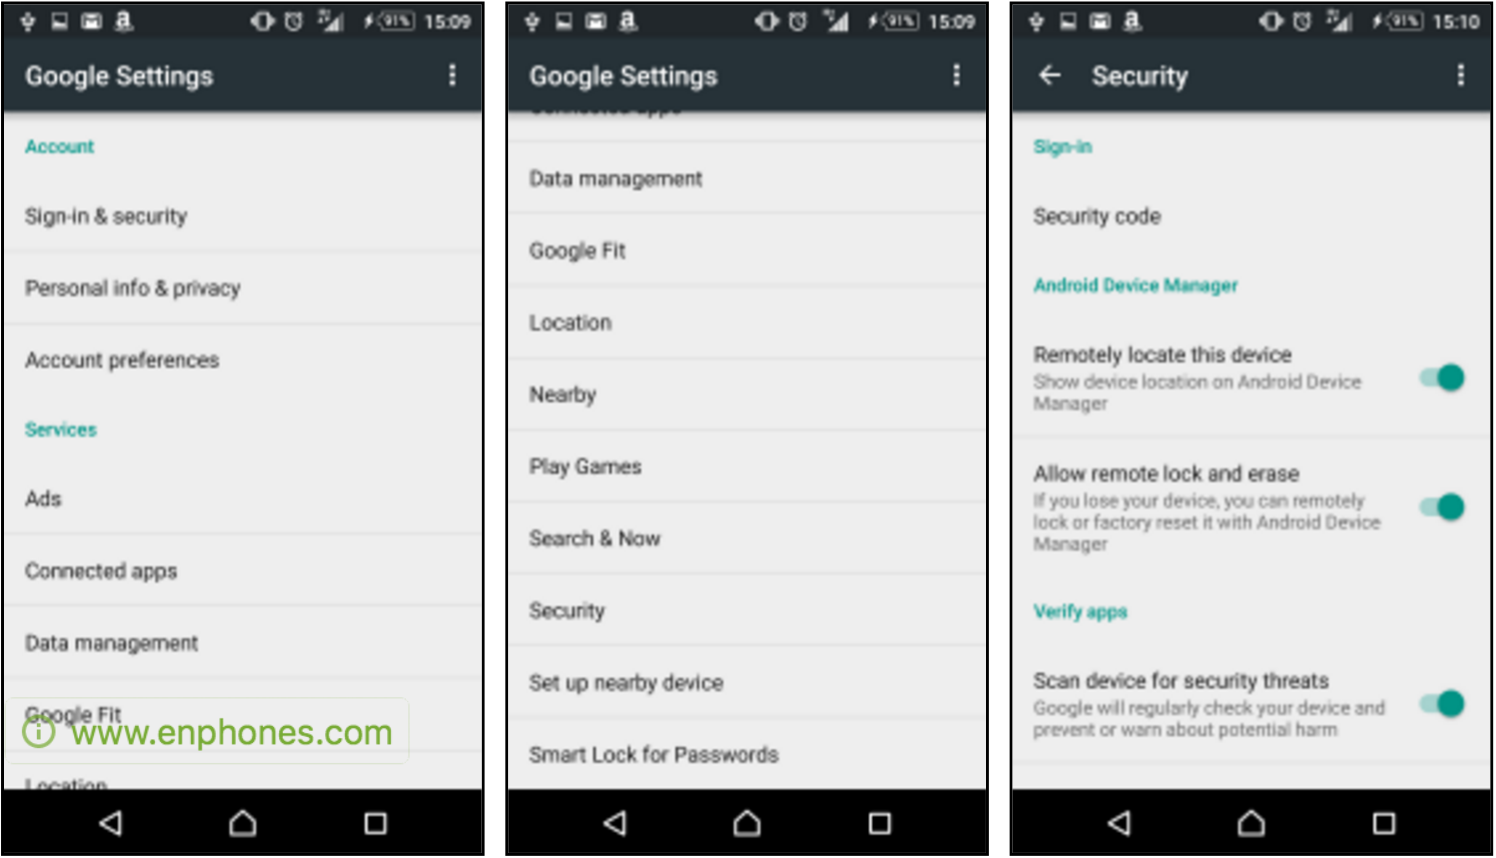 91% 15:09
Google Settings
Account
Sign-in & security
Personal info & privacy
Account preferences
Services
Ads
Connected apps
Data management
Google Fit
www.enphones.com
Location
91% 15:09
Google Settings
Connected apps
Data management
Google Fit
Location
Nearby
Play Games
Search & Now
Security
Set up nearby device
Smart Lock for Passwords
91% 15:10
Security
Sign-in
Security code
Android Device Manager
Remotely locate this device
Show device location on Android Device
Manager
Allow remote lock and erase
If you lose your device, you can remotely
lock or factory reset it with Android Device
Manager
Verify apps
Scan device for security threats
Google will regularly check your device and
prevent or warn about potential harm